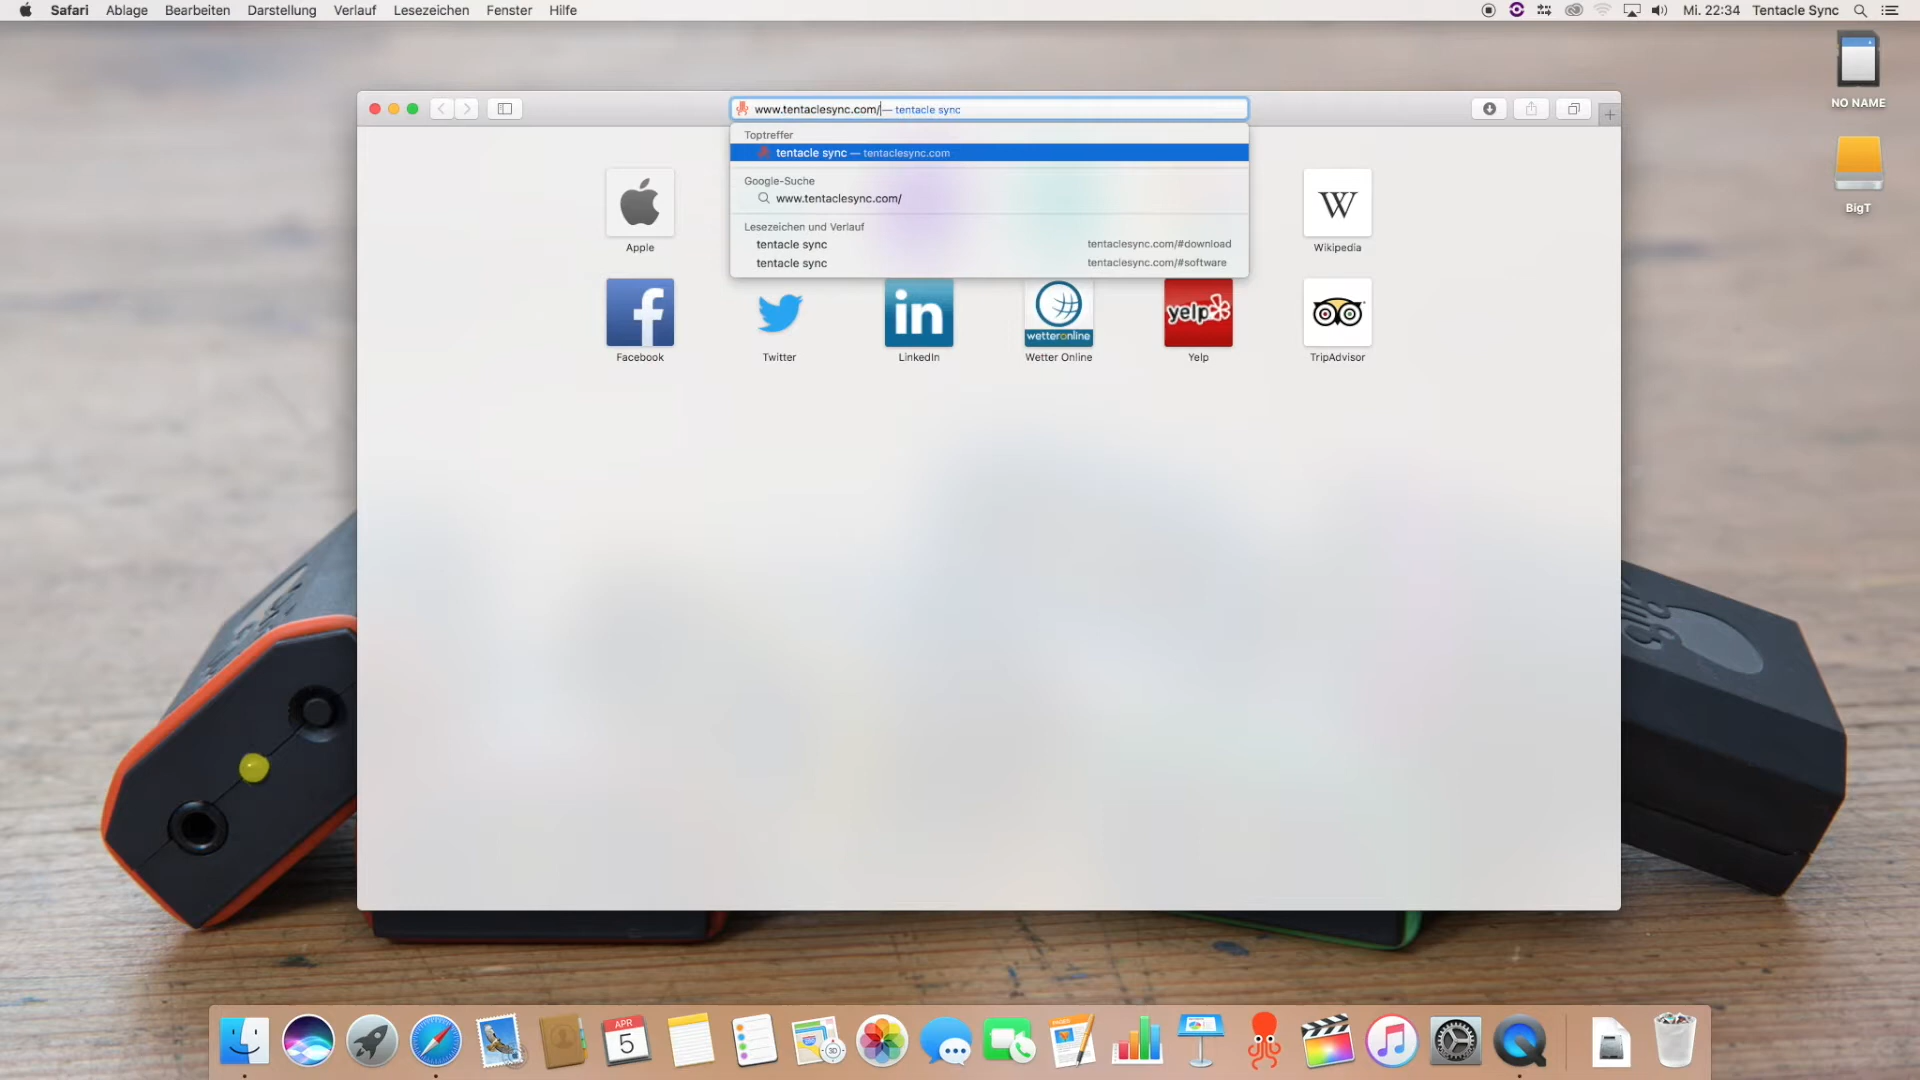 Safari Ablage Bearbeiten Darstellung Verlauf Lesezeichen Fenster Hilfe Mi. 22:34 Tentacle Sync
NO NAME
BigT
www.tentaclesync.com/ — tentacle sync
Toptreffer
tentacle sync — tentaclesync.com
Google-Suche
www.tentaclesync.com/
Lesezeichen und Verlauf
tentacle sync tentaclesync.com/#download
tentacle sync tentaclesync.com/#software
Apple
W
Wikipedia
f
in
wetteronline
yelp
Facebook Twitter LinkedIn Wetter Online Yelp TripAdvisor
APR
5
3D